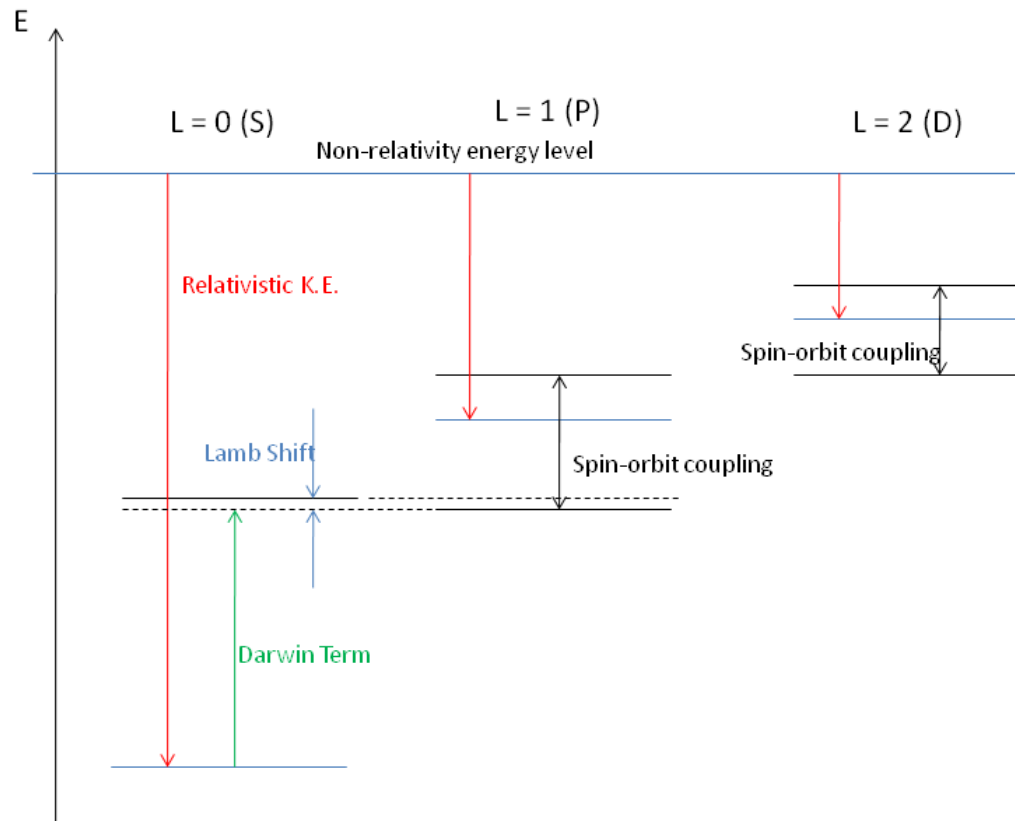 E
L = 0 (S)
L = 1 (P)
L = 2 (D)
Non-relativity energy level
Relativistic K.E.
Spin-orbit coupling
Lamb Shift
Spin-orbit coupling
Darwin Term